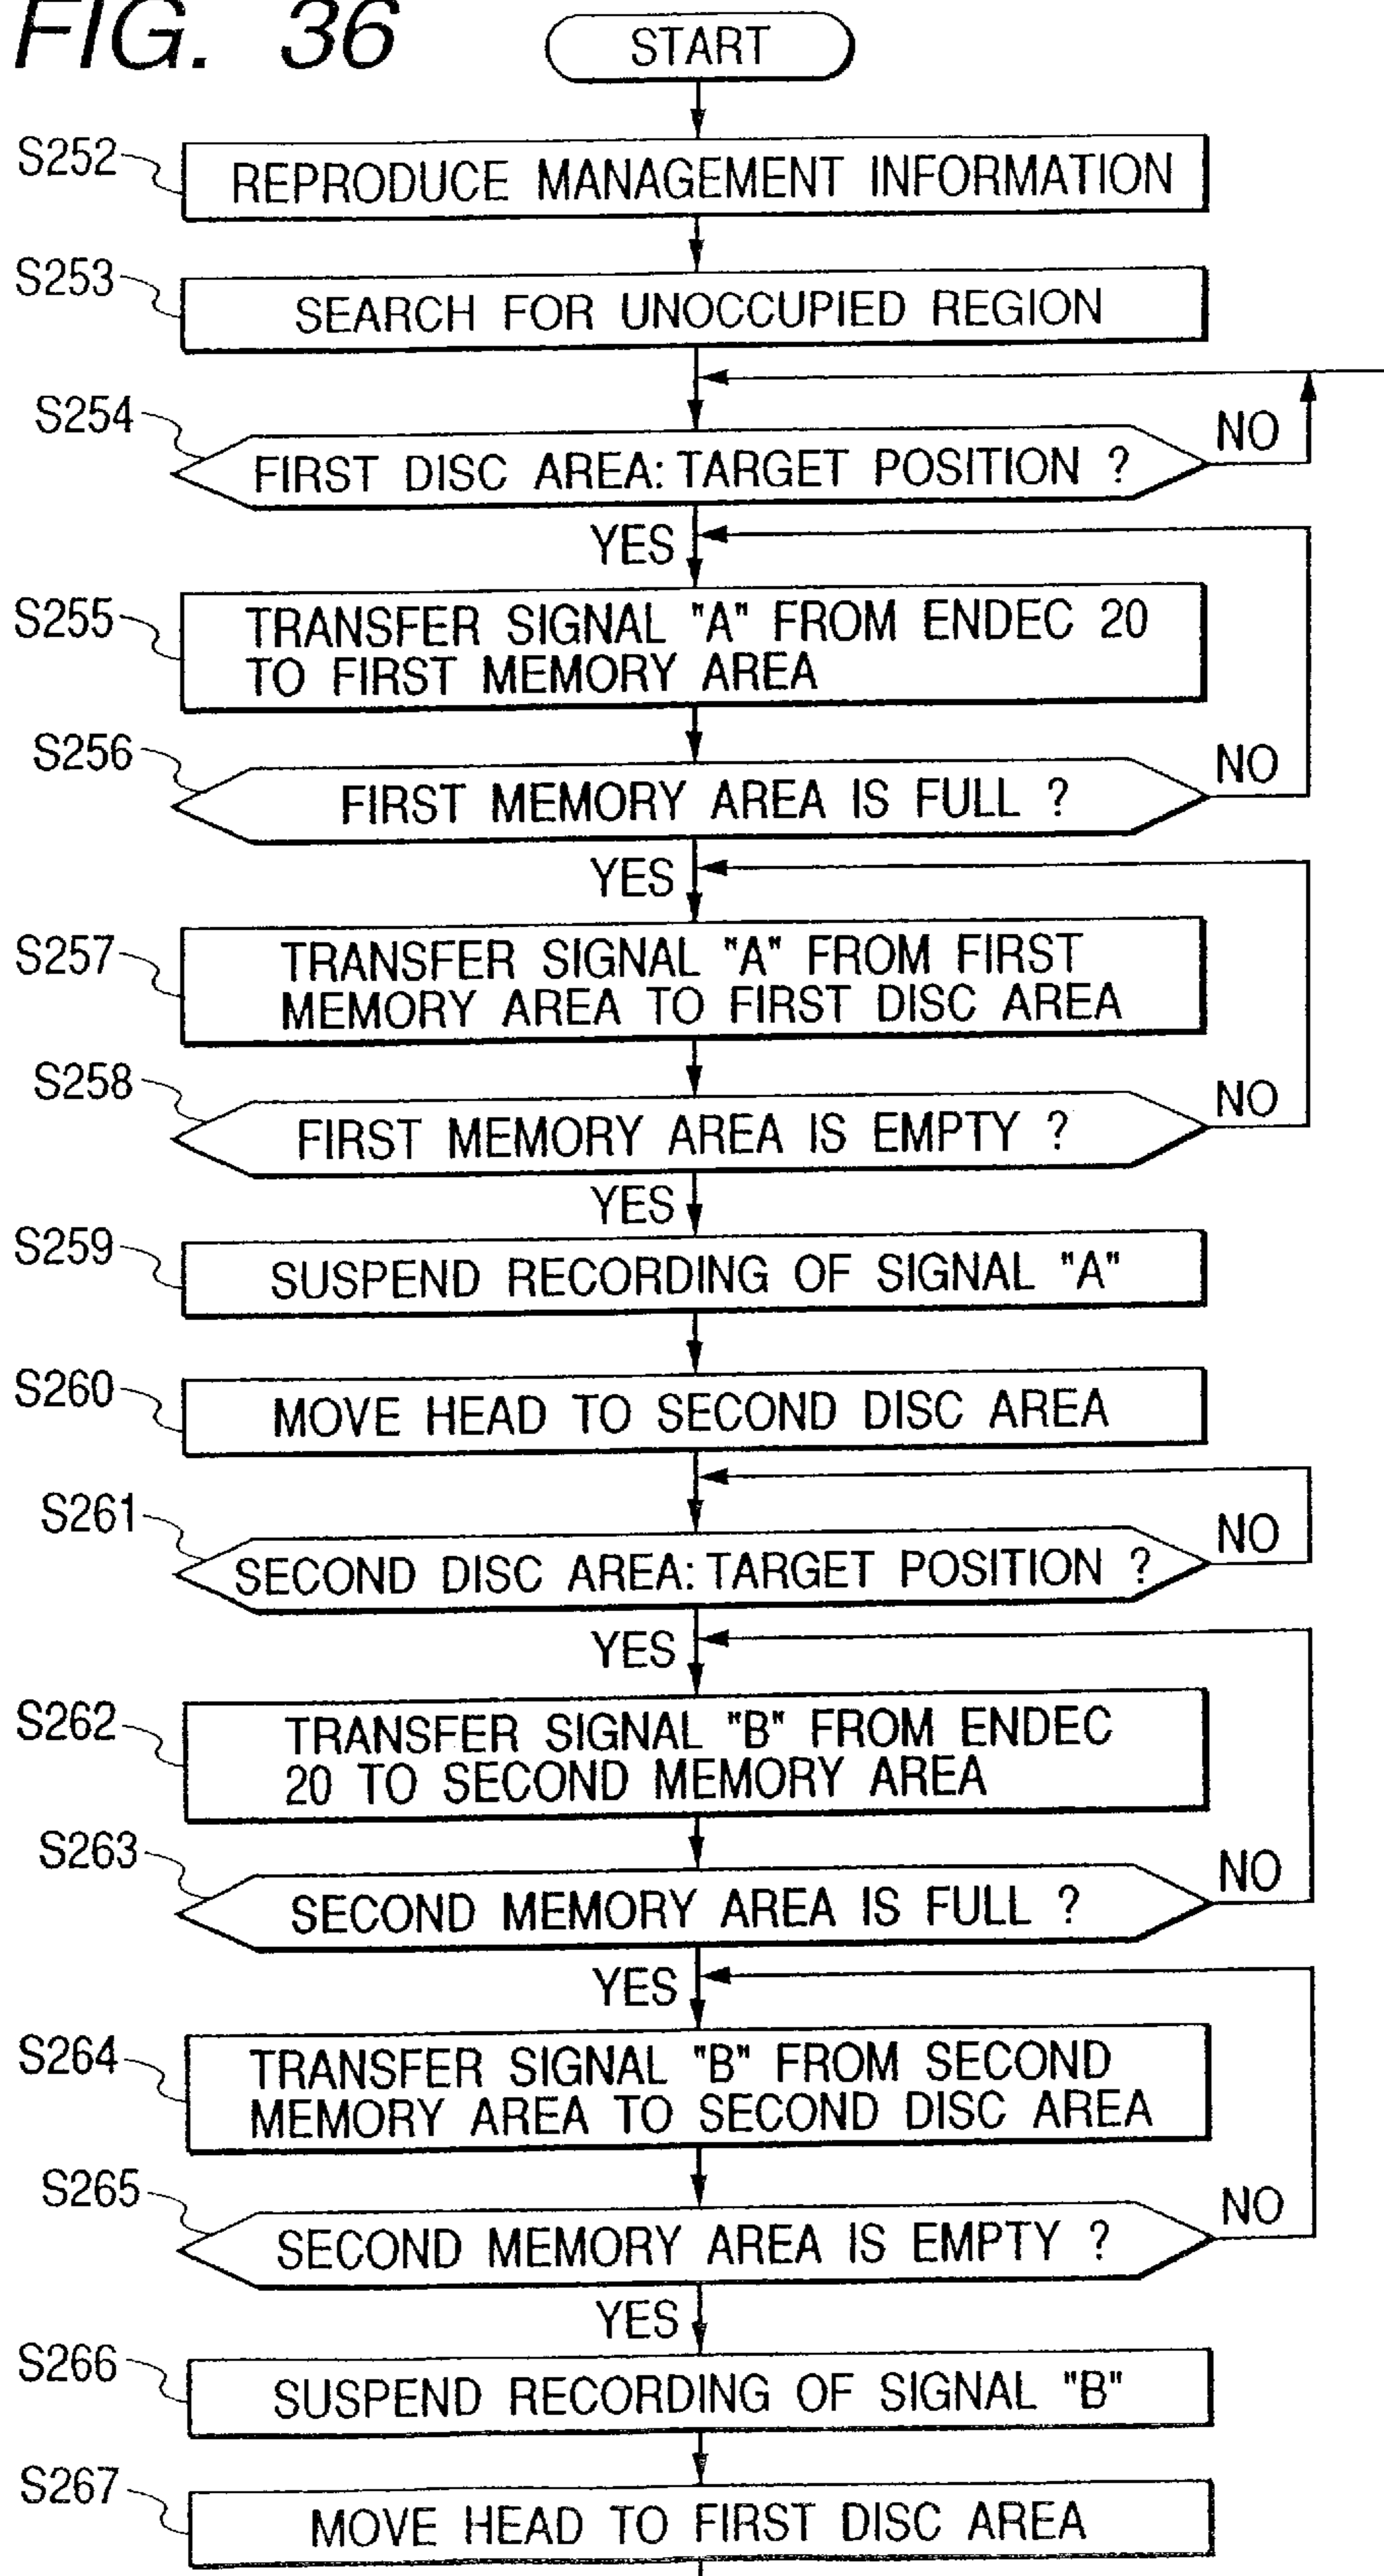 FIG. 36
START
S252
REPRODUCE MANAGEMENT INFORMATION
S253
SEARCH FOR UNOCCUPIED REGION
S254
FIRST DISC AREA: TARGET POSITION ?
NO
YES
S255
TRANSFER SIGNAL "A" FROM ENDEC 20
TO FIRST MEMORY AREA
S256
FIRST MEMORY AREA IS FULL ?
NO
YES
S257
TRANSFER SIGNAL "A" FROM FIRST
MEMORY AREA TO FIRST DISC AREA
S258
FIRST MEMORY AREA IS EMPTY ?
NO
YES
S259
SUSPEND RECORDING OF SIGNAL "A"
S260
MOVE HEAD TO SECOND DISC AREA
S261
SECOND DISC AREA: TARGET POSITION ?
NO
YES
S262
TRANSFER SIGNAL "B" FROM ENDEC
20 TO SECOND MEMORY AREA
S263
SECOND MEMORY AREA IS FULL ?
NO
YES
S264
TRANSFER SIGNAL "B" FROM SECOND
MEMORY AREA TO SECOND DISC AREA
S265
SECOND MEMORY AREA IS EMPTY ?
NO
YES
S266
SUSPEND RECORDING OF SIGNAL "B"
S267
MOVE HEAD TO FIRST DISC AREA